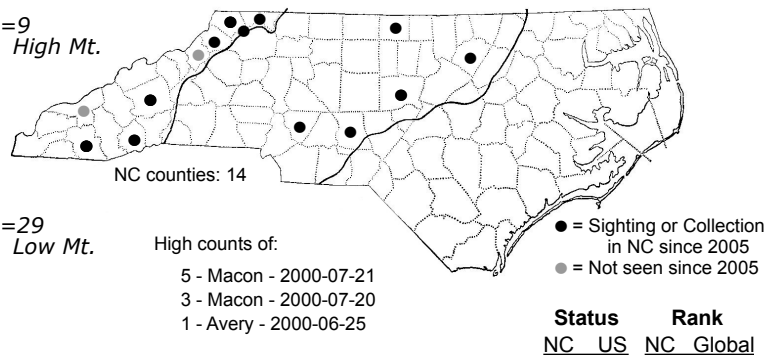 =9
High Mt.
NC counties: 14
=29
Low Mt.
High counts of:
5 - Macon - 2000-07-21
3 - Macon - 2000-07-20
1 - Avery - 2000-06-25
= Sighting or Collection
in NC since 2005
= Not seen since 2005
Status Rank
NC US NC Global